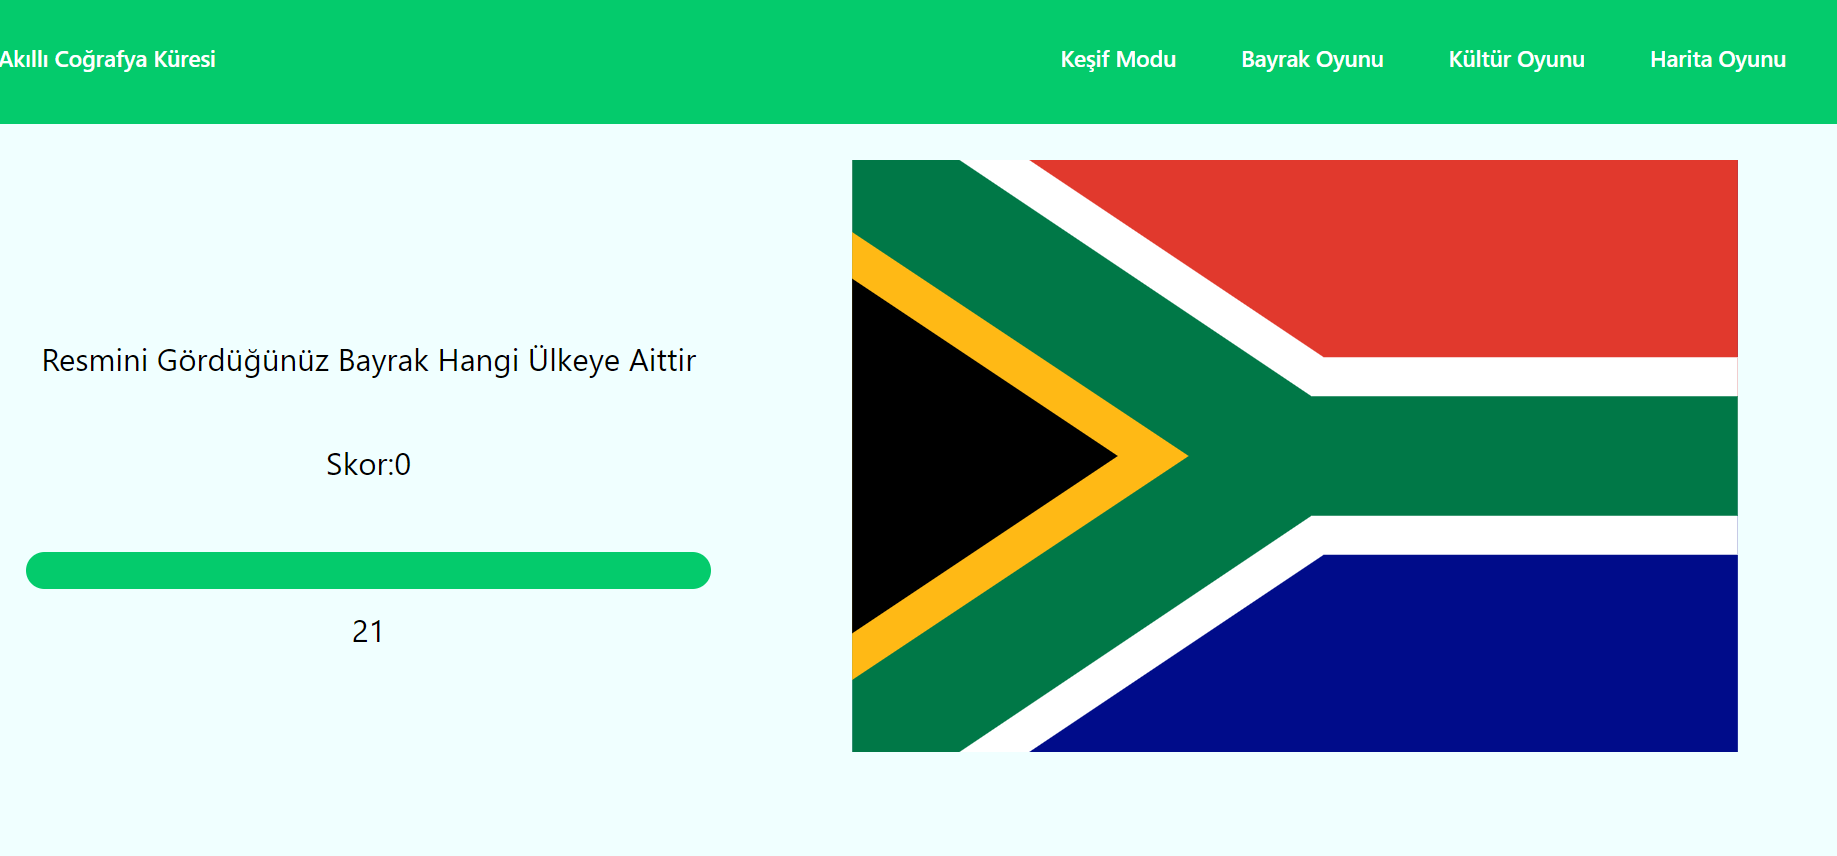 Akıllı Coğrafya Küresi
Keşif Modu
Bayrak Oyunu
Kültür Oyunu
Harita Oyunu
Resmini Gördüğünüz Bayrak Hangi Ülkeye Aittir
Skor:0
21